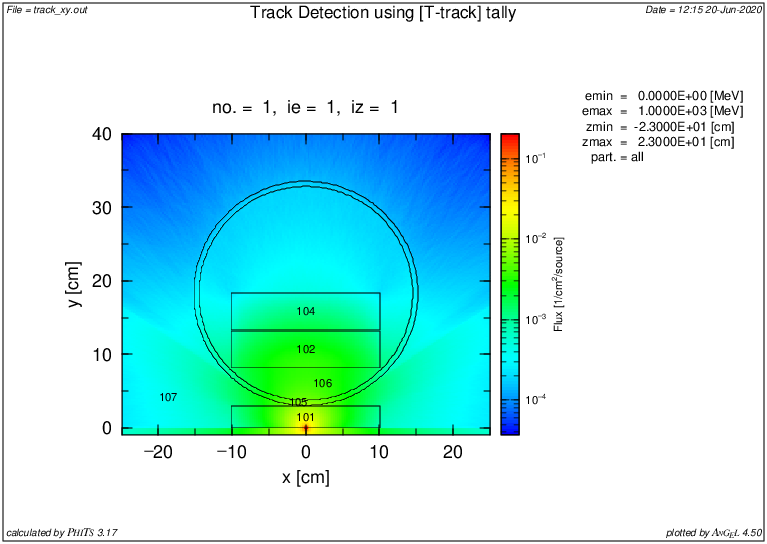 File = track_xy.out
Track Detection using [T-track] tally
Date = 12:15 20-Jun-2020
no. = 1, ie = 1, iz = 1
emin = 0.0000E+00 [MeV]
emax = 1.0000E+03 [MeV]
zmin = -2.3000E+01 [cm]
zmax = 2.3000E+01 [cm]
part. = all
40
30
20
10
0
y [cm]
104
102
106
107
105
101
−20
−10
0
10
20
x [cm]
10−1
10−2
10−3
10−4
Flux [1/cm2/source]
calculated by PHITS 3.17
plotted by ANGEL 4.50